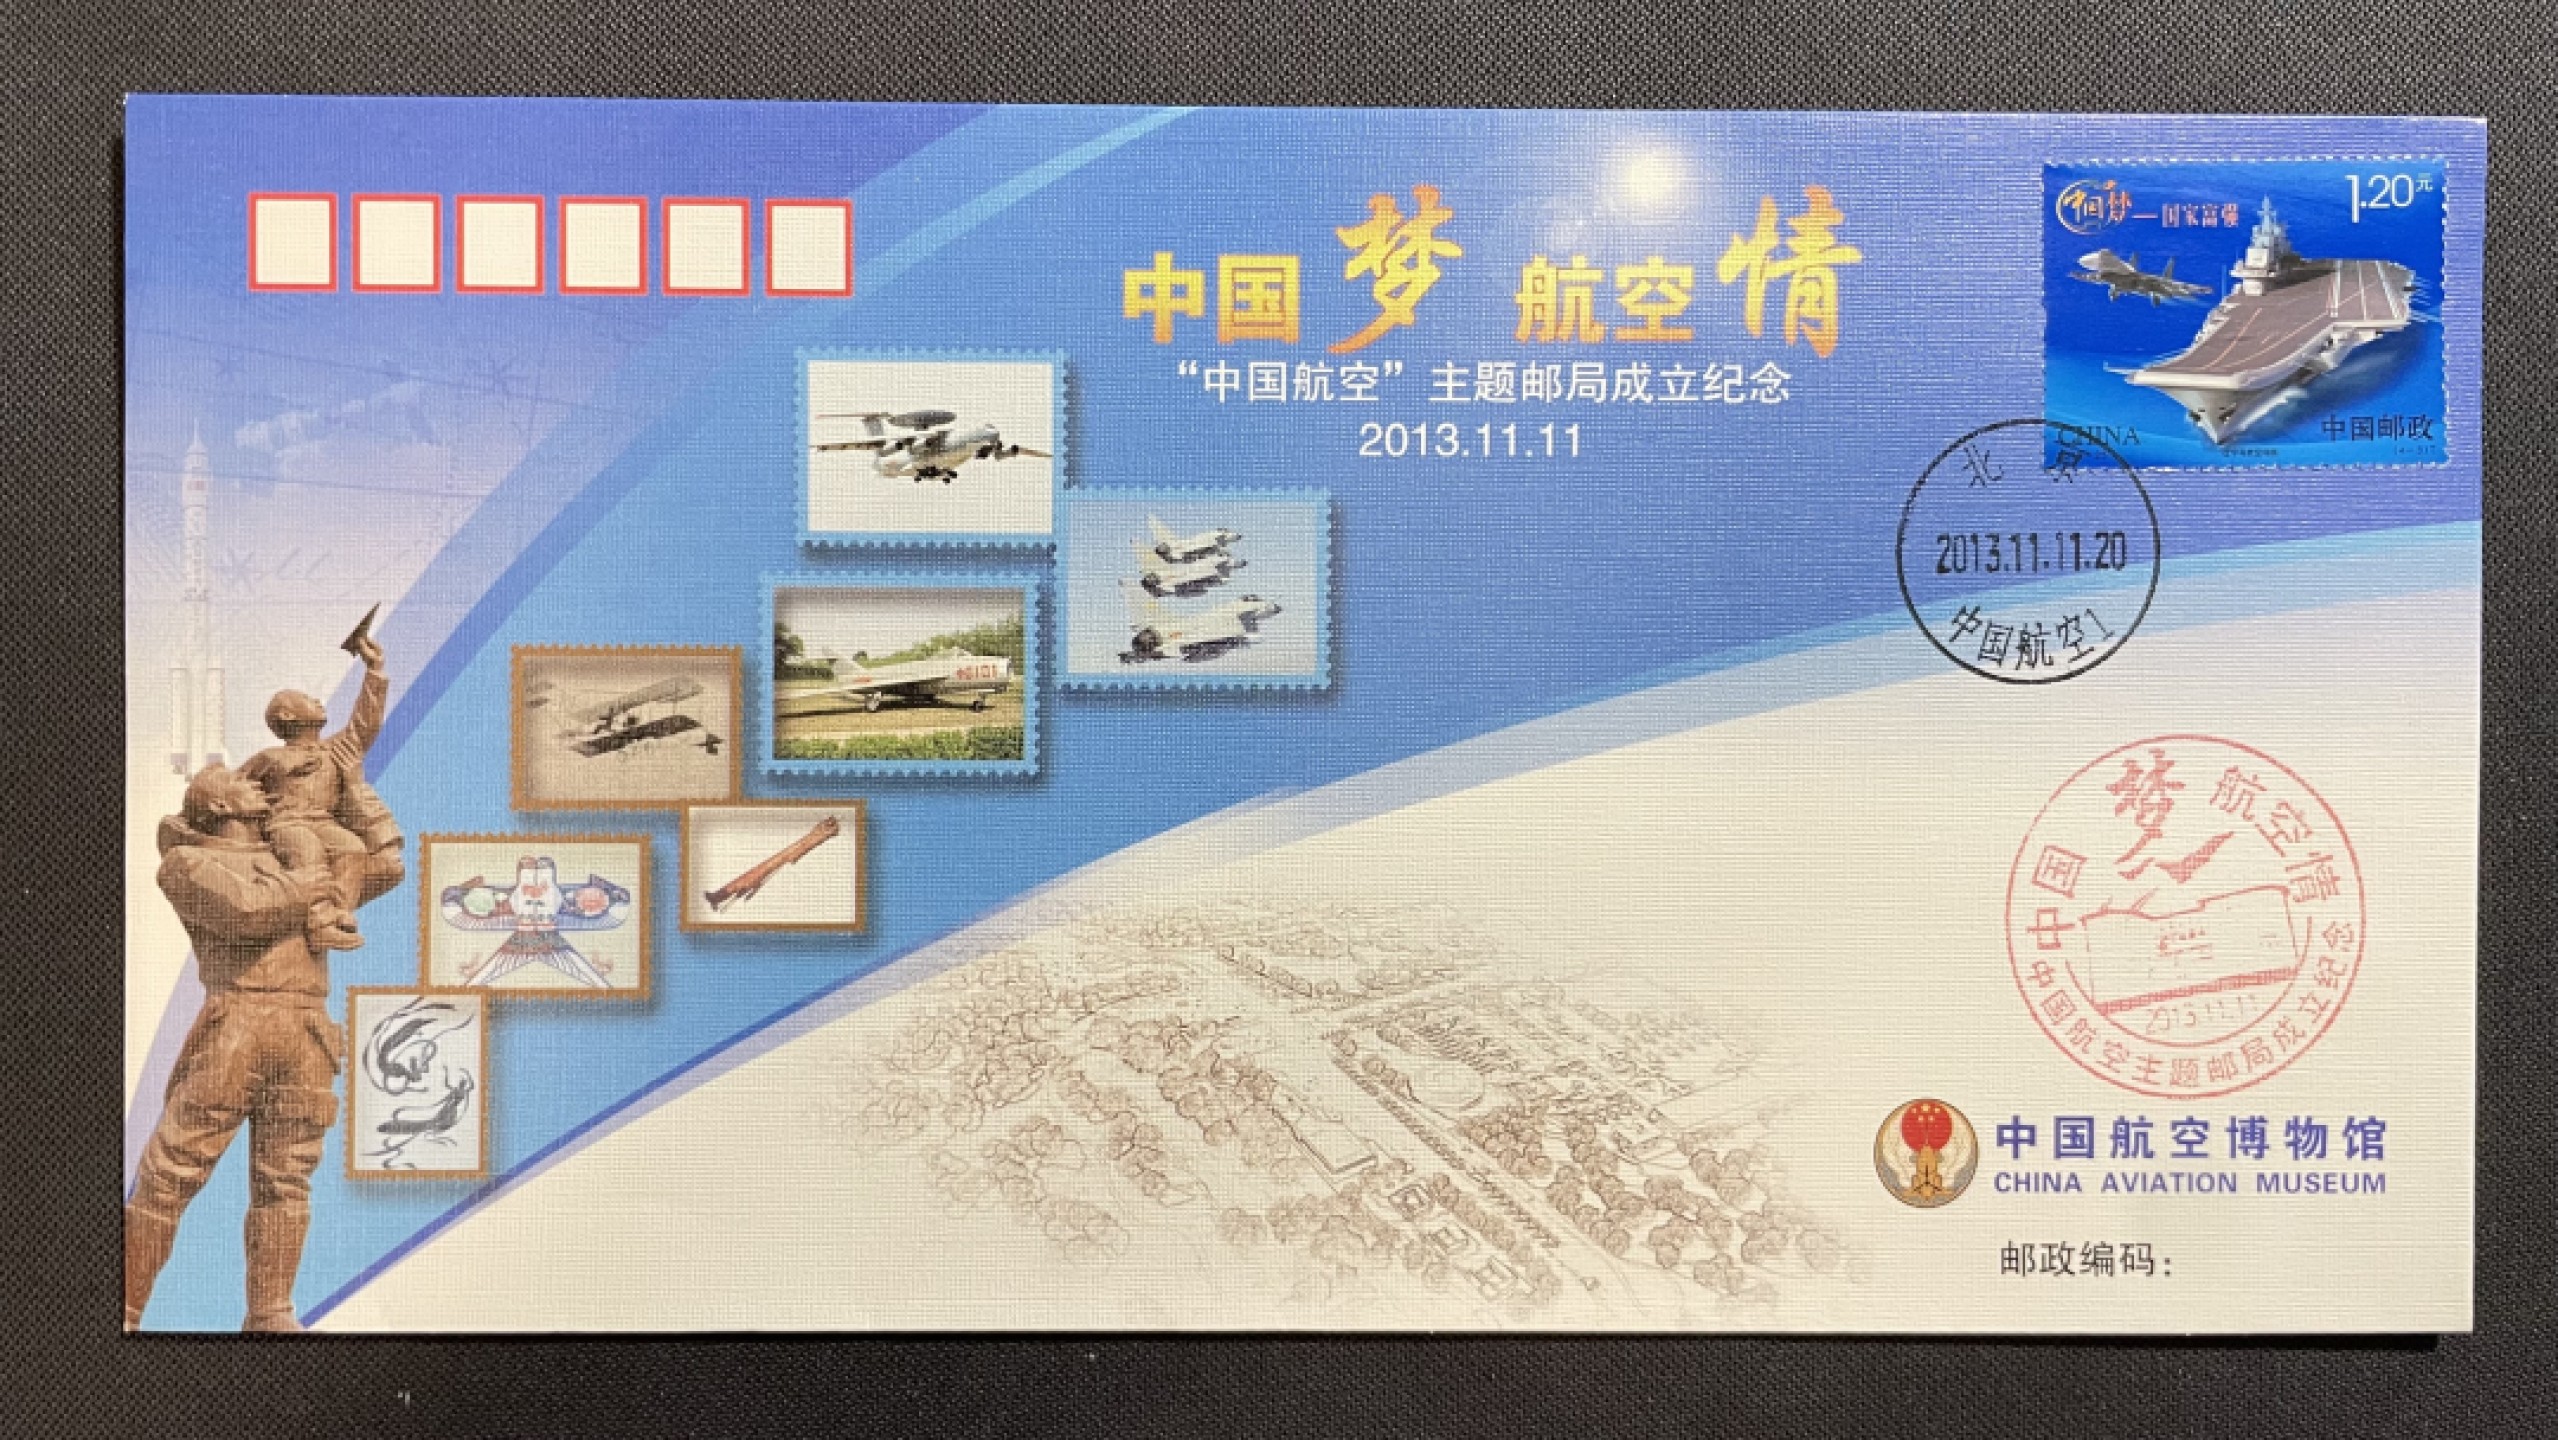 中国梦 航空情
“中国航空”主题邮局成立纪念
2013.11.11
中国條—国家富强
1.20元
CHINA
中国邮政
北京
2013.11.11.20
中国航空1
中国梦 航空情
2013.11.11
中国航空主题邮局成立纪念
中国航空博物馆
CHINA AVIATION MUSEUM
邮政编码：